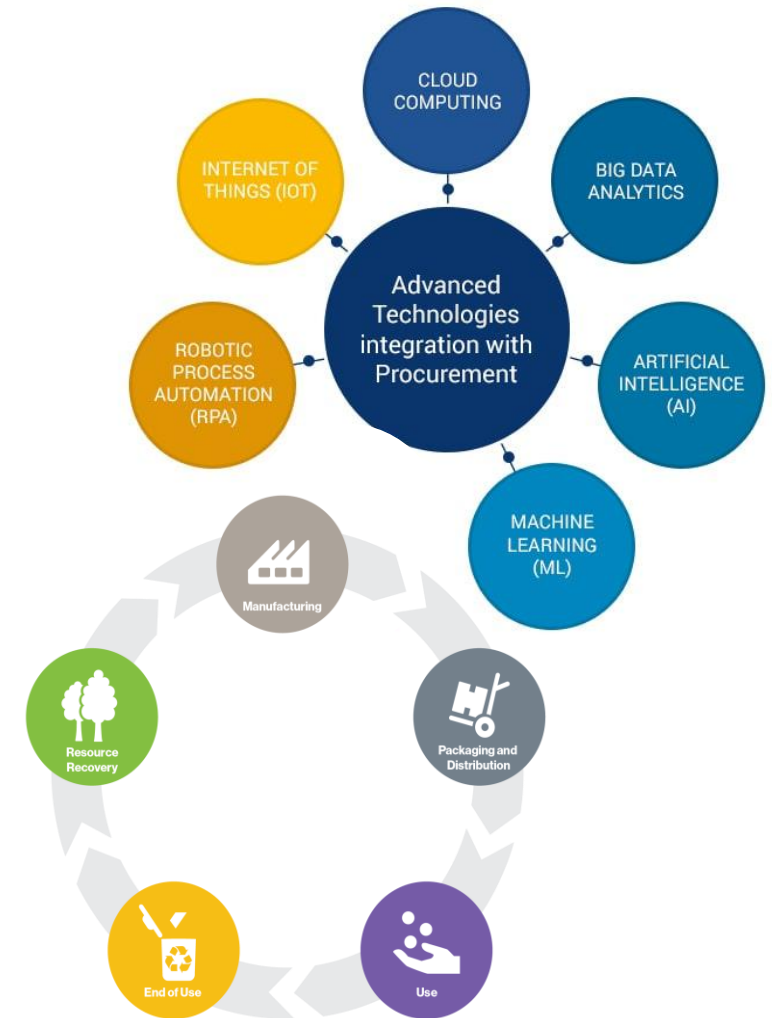 CLOUD
COMPUTING
INTERNET OF
THINGS (IOT)
BIG DATA
ANALYTICS
Advanced
Technologies
integration with
Procurement
ROBOTIC
PROCESS
AUTOMATION
(RPA)
ARTIFICIAL
INTELLIGENCE
(AI)
MACHINE
LEARNING
(ML)
Manufacturing
Resource
Recovery
Packaging and
Distribution
End of Use
Use